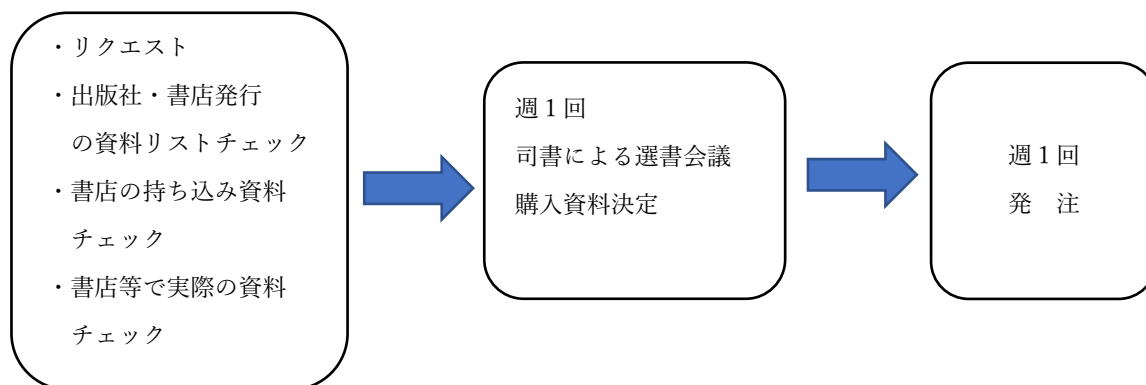 ・リクエスト
・出版社・書店発行
の資料リストチェック
・書店の持ち込み資料
チェック
・書店等で実際の資料
チェック
週１回
司書による選書会議
購入資料決定
週１回
発　注